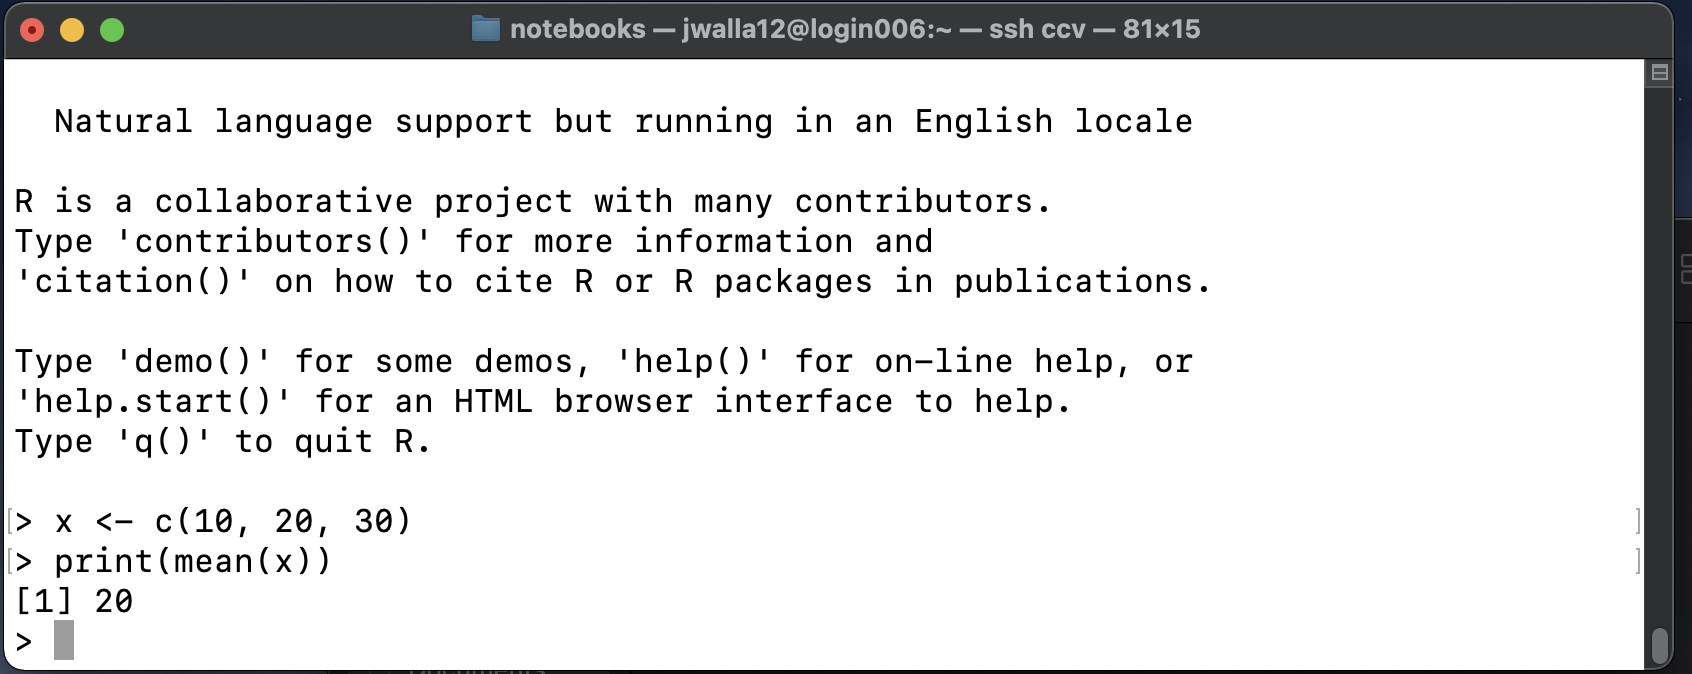 notebooks — jwalla12@login006:~ — ssh ccv — 81×15
Natural language support but running in an English locale
R is a collaborative project with many contributors.
Type 'contributors()' for more information and
'citation()' on how to cite R or R packages in publications.
Type 'demo()' for some demos, 'help()' for on-line help, or
'help.start()' for an HTML browser interface to help.
Type 'q()' to quit R.
[> x <- c(10, 20, 30) ]
[> print(mean(x)) ]
[1] 20
>